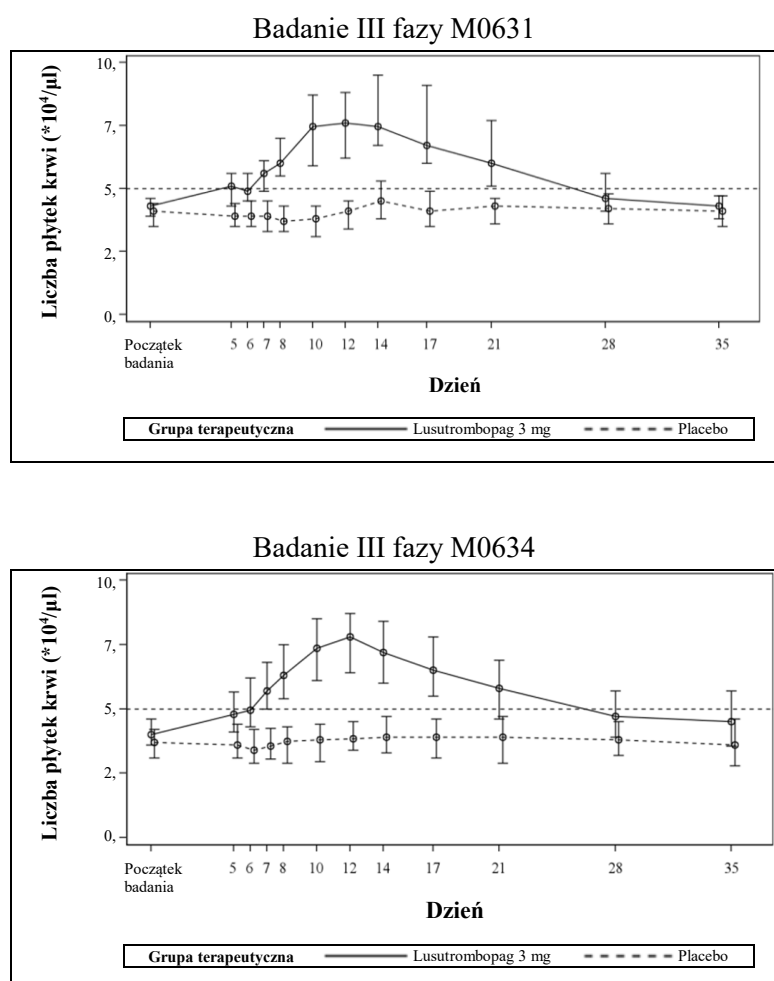 Badanie III fazy M0631
Liczba płytek krwi (*10⁴/µl)
10,
7,
5,
2,
0,
Początek
badania
5 6 7 8 10 12 14 17 21 28 35
Dzień
Grupa terapeutyczna Lusutrombopag 3 mg Placebo
Badanie III fazy M0634
Liczba płytek krwi (*10⁴/µl)
10,
7,
5,
2,
0,
Początek
badania
5 6 7 8 10 12 14 17 21 28 35
Dzień
Grupa terapeutyczna Lusutrombopag 3 mg Placebo